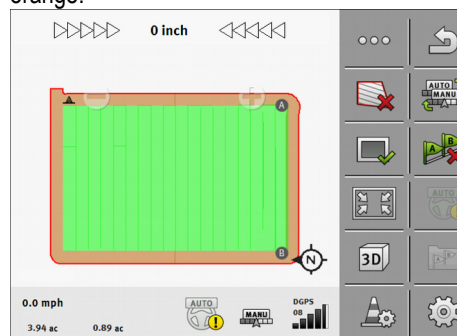 orange.
0 inch
AUTO
MANU
A
B
A
B
AUTO
N
3D
0.0 mph
AUTO
MANU
DGPS
08
3.94 ac
0.89 ac